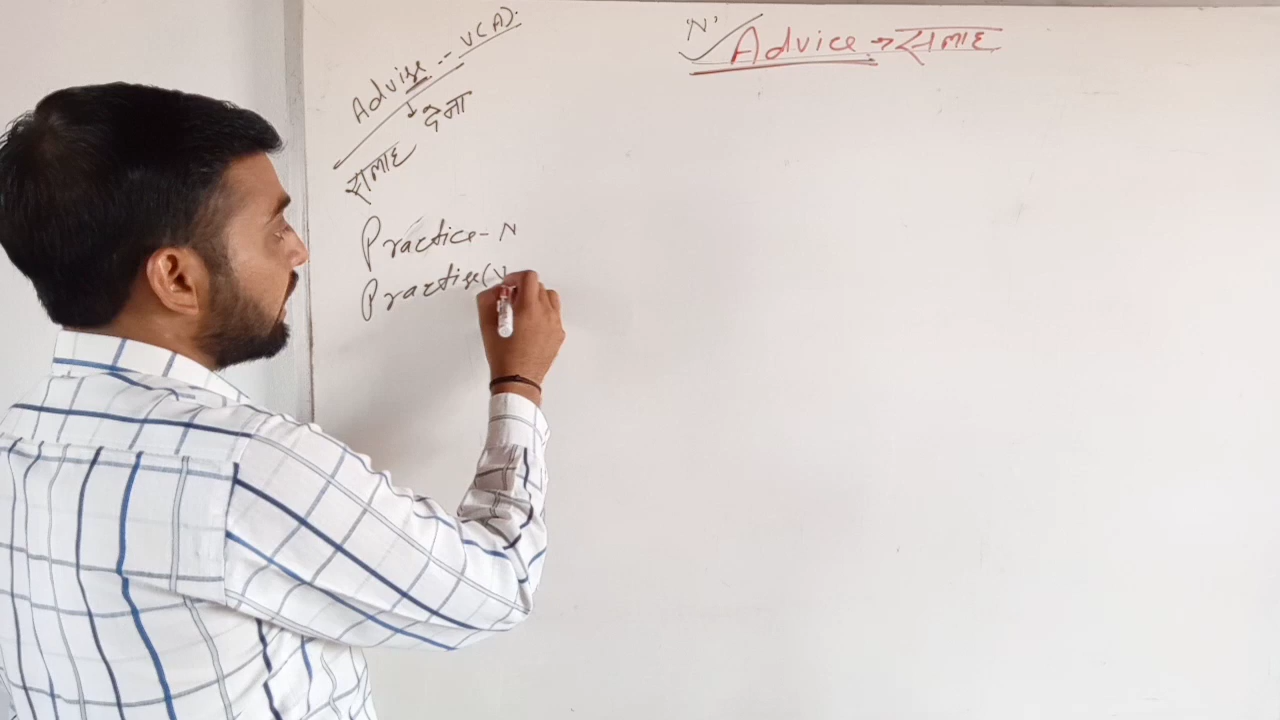 Advise :- V(A).
↓ → देना
सलाह
'N'
Advice → सलाह
Practice - N
Practise (V